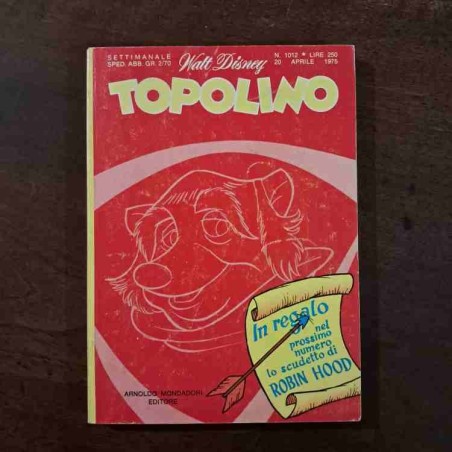 SETTIMANALE
SPED. ABB. GR. 2/70
Walt Disney
N. 1012 * LIRE 250
20 APRILE 1975
TOPOLINO
In regalo
nel
prossimo
numero
lo scudetto di
ROBIN HOOD
ARNOLDO MONDADORI
EDITORE